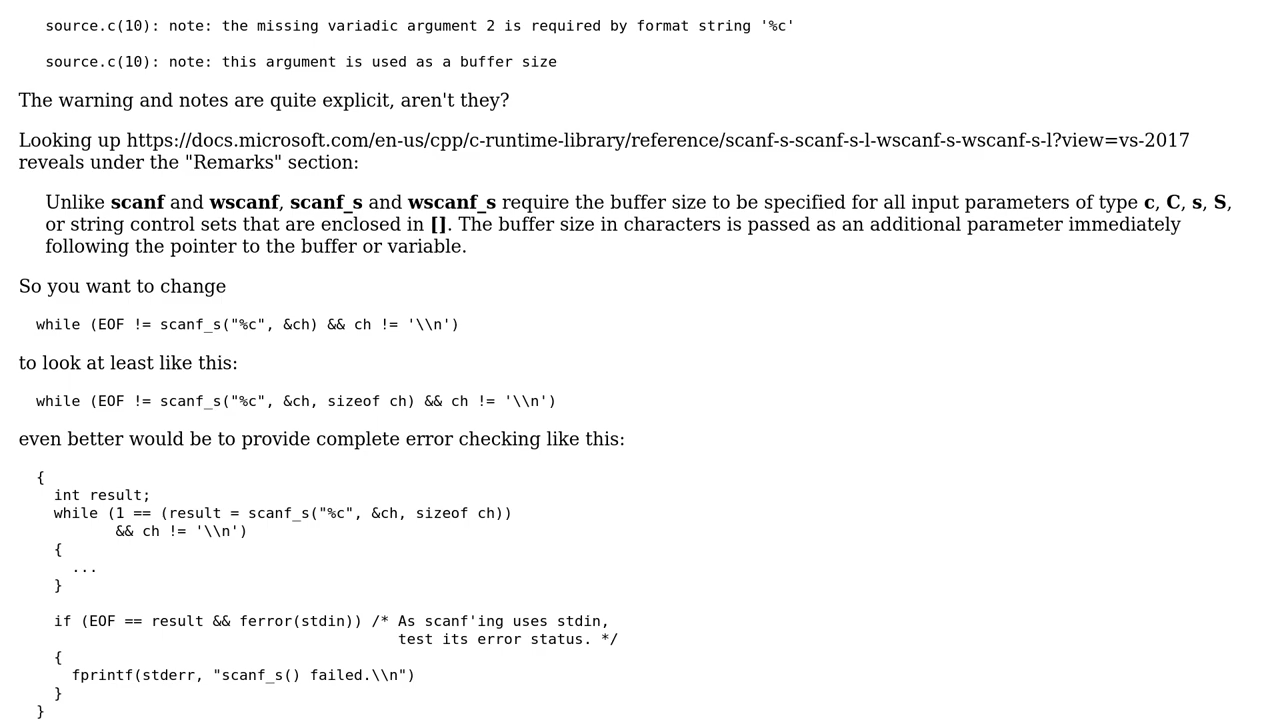 source.c(10): note: the missing variadic argument 2 is required by format string '%c'
source.c(10): note: this argument is used as a buffer size
The warning and notes are quite explicit, aren't they?
Looking up https://docs.microsoft.com/en-us/cpp/c-runtime-library/reference/scanf-s-scanf-s-l-wscanf-s-wscanf-s-l?view=vs-2017
reveals under the "Remarks" section:
Unlike scanf and wscanf, scanf_s and wscanf_s require the buffer size to be specified for all input parameters of type c, C, s, S,
or string control sets that are enclosed in []. The buffer size in characters is passed as an additional parameter immediately
following the pointer to the buffer or variable.
So you want to change
while (EOF != scanf_s("%c", &ch) && ch != '\\n')
to look at least like this:
while (EOF != scanf_s("%c", &ch, sizeof ch) && ch != '\\n')
even better would be to provide complete error checking like this:
{
  int result;
  while (1 == (result = scanf_s("%c", &ch, sizeof ch))
         && ch != '\\n')
  {
    ...
  }
  if (EOF == result && ferror(stdin)) /* As scanf'ing uses stdin,
                                         test its error status. */
  {
    fprintf(stderr, "scanf_s() failed.\\n")
  }
}